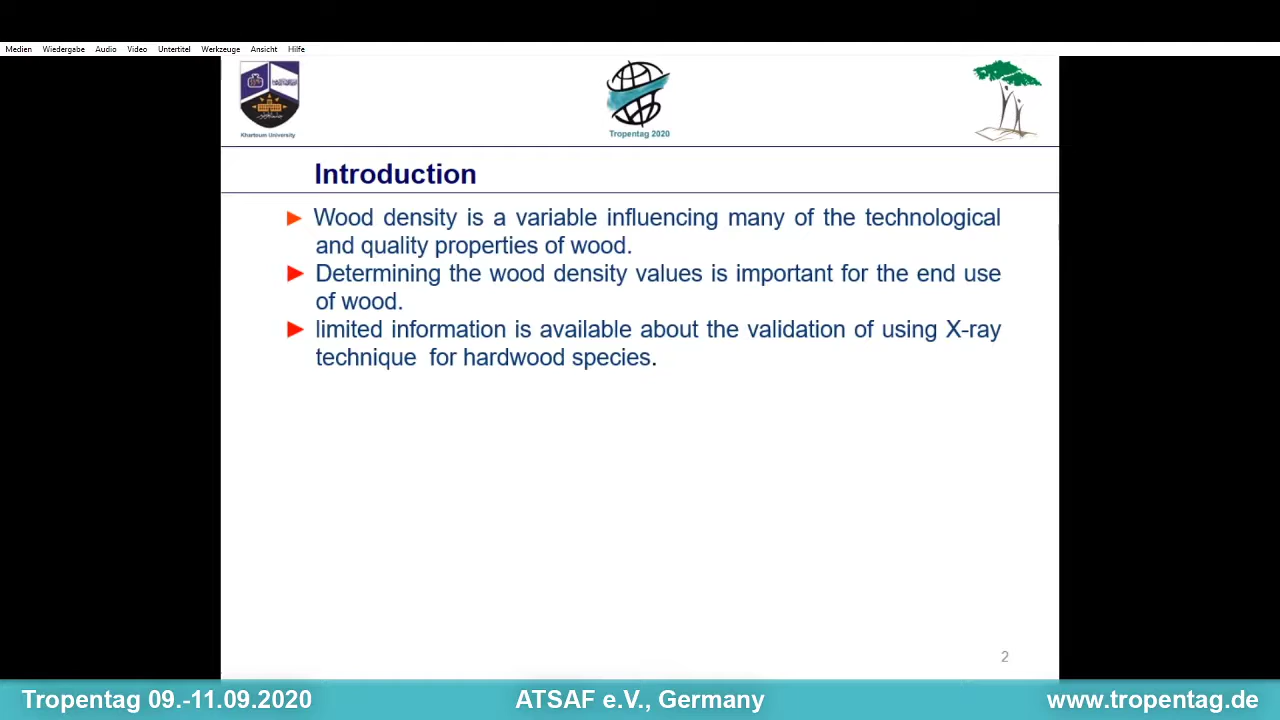 Medien Wiedergabe Audio Video Untertitel Werkzeuge Ansicht Hilfe
Khartoum University
Tropentag 2020
Introduction
► Wood density is a variable influencing many of the technological
and quality properties of wood.
► Determining the wood density values is important for the end use
of wood.
► limited information is available about the validation of using X-ray
technique for hardwood species.
2
Tropentag 09.-11.09.2020 ATSAF e.V., Germany www.tropentag.de